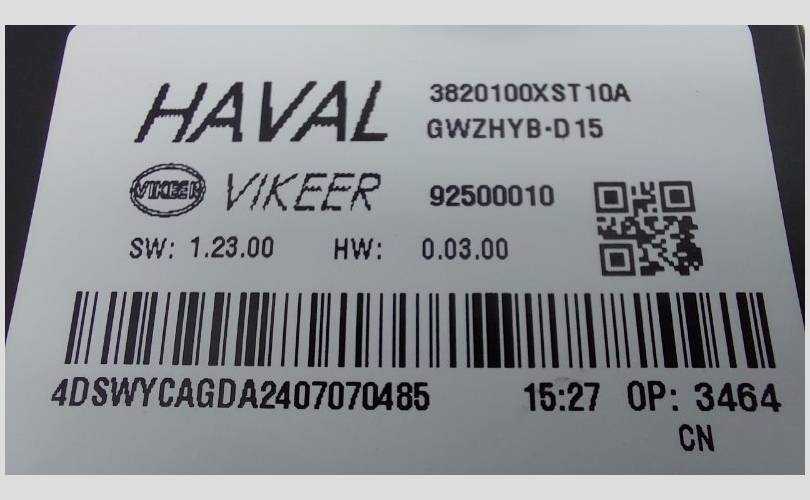 HAVAL 3820100XST10A
GWZHYB-D15
VIKEER VIKEER 92500010
SW: 1.23.00 HW: 0.03.00
4DSWYCAGDA2407070485 15:27 OP: 3464
CN